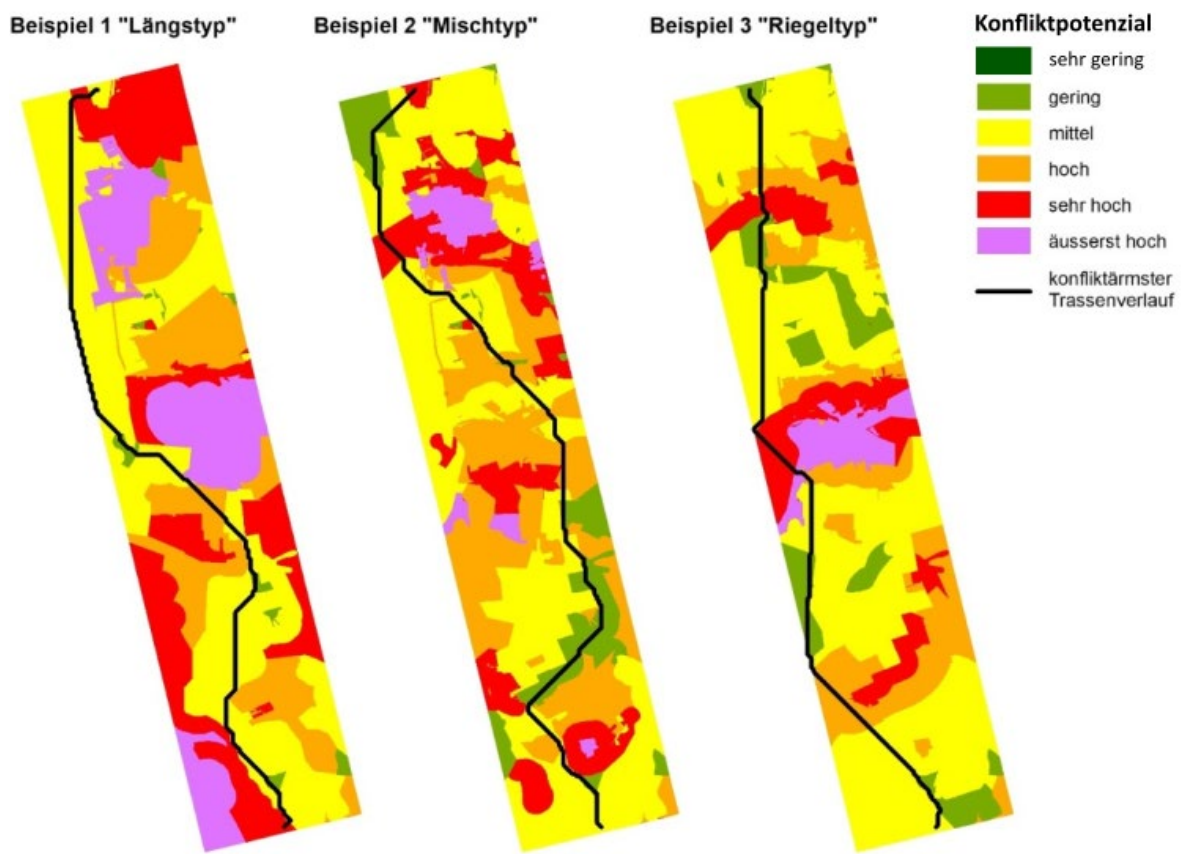 Beispiel 1 "Längstyp"
Beispiel 2 "Mischtyp"
Beispiel 3 "Riegeltyp"
Konfliktpotenzial
sehr gering
gering
mittel
hoch
sehr hoch
äusserst hoch
konfliktärmster
Trassenverlauf